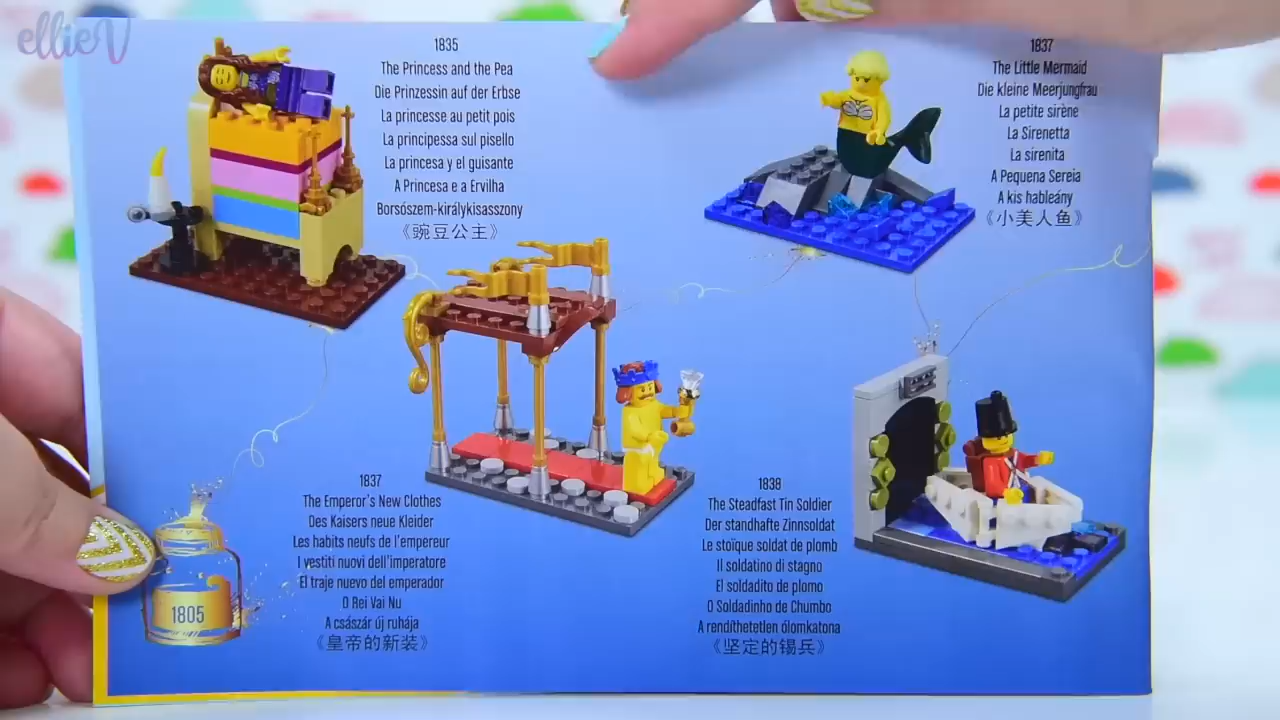 ellieV
1835
The Princess and the Pea
Die Prinzessin auf der Erbse
La princesse au petit pois
La principessa sul pisello
La princesa y el guisante
A Princesa e a Ervilha
Borsószem-királykisasszony
《豌豆公主》
1837
The Little Mermaid
Die kleine Meerjungfrau
La petite sirène
La Sirenetta
La sirenita
A Pequena Sereia
A kis hableány
《小美人鱼》
1837
The Emperor's New Clothes
Des Kaisers neue Kleider
Les habits neufs de l'empereur
I vestiti nuovi dell'imperatore
El traje nuevo del emperador
O Rei Vai Nu
A császár új ruhája
《皇帝的新装》
1838
The Steadfast Tin Soldier
Der standhafte Zinnsoldat
Le stoïque soldat de plomb
Il soldatino di stagno
El soldadito de plomo
O Soldadinho de Chumbo
A rendíthetetlen ólomkatona
《坚定的锡兵》
1805